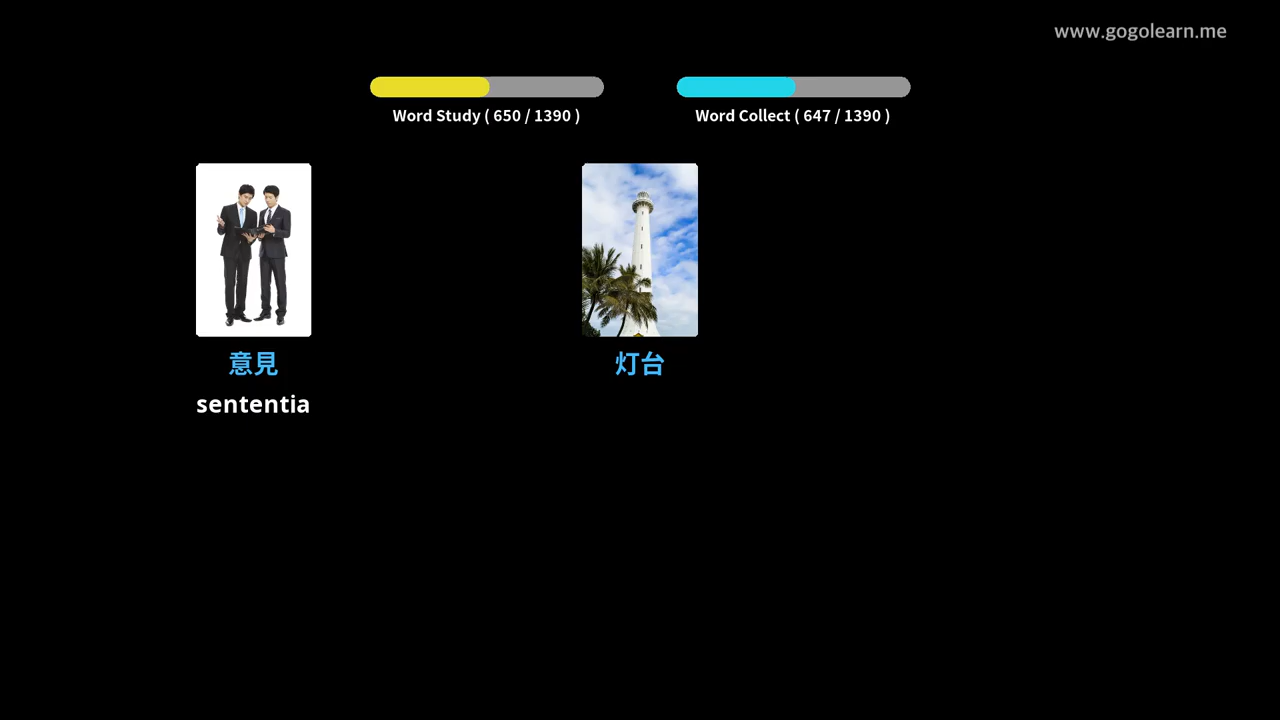 www.gogolearn.me
Word Study ( 650 / 1390 )
Word Collect ( 647 / 1390 )
意見
灯台
sententia